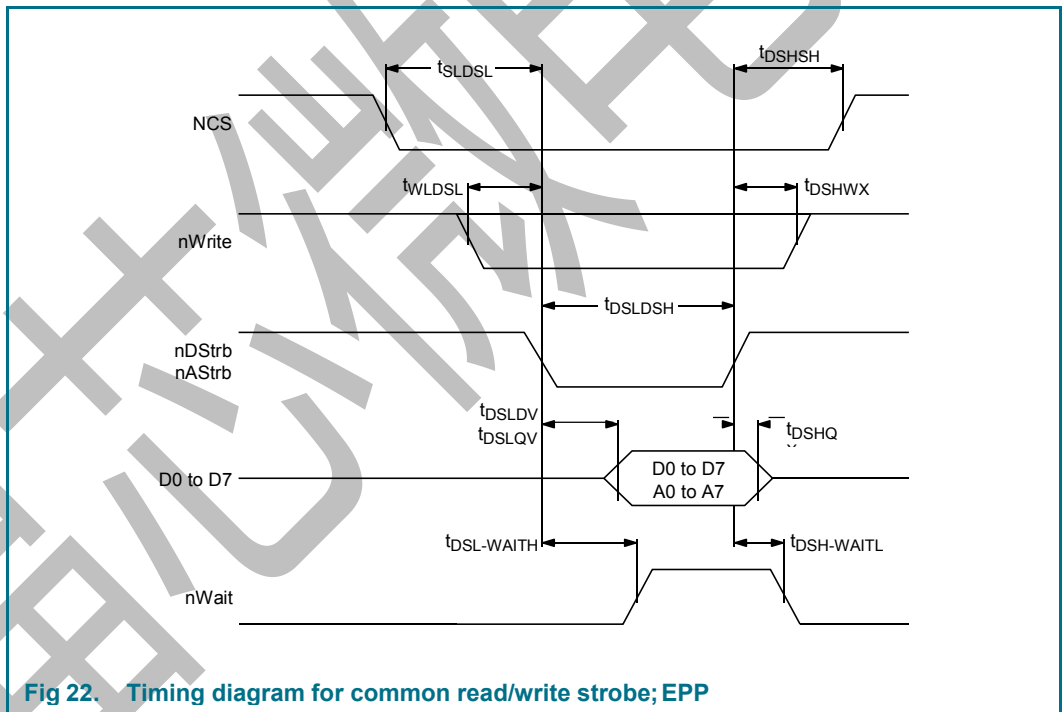 tSLDSL
tDSHSH
NCS
tWLDSL
tDSHWX
nWrite
tDSLDSH
nDStrb
nAStrb
tDSLDV
tDSLQV
tDSHQ
D0 to D7
D0 to D7
A0 to A7
tDSL-WAITH
tDSH-WAITL
nWait
Fig 22. Timing diagram for common read/write strobe; EPP